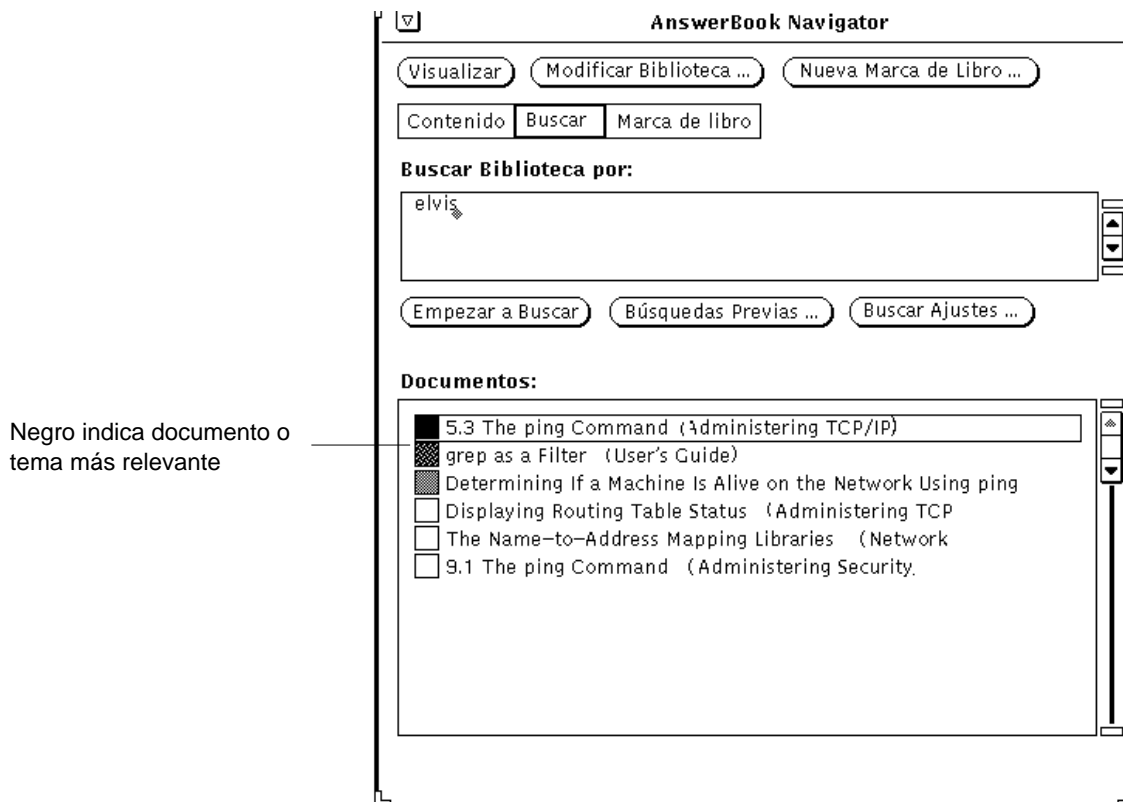 AnswerBook Navigator
Visualizar Modificar Biblioteca ... Nueva Marca de Libro ...
Contenido Buscar Marca de libro
Buscar Biblioteca por:
elvis
Empezar a Buscar Búsquedas Previas ... Buscar Ajustes ...
Documentos:
5.3 The ping Command (Administering TCP/IP)
grep as a Filter (User's Guide)
Determining If a Machine Is Alive on the Network Using ping
Displaying Routing Table Status (Administering TCP
The Name-to-Address Mapping Libraries (Network
9.1 The ping Command (Administering Security
Negro indica documento o
tema más relevante